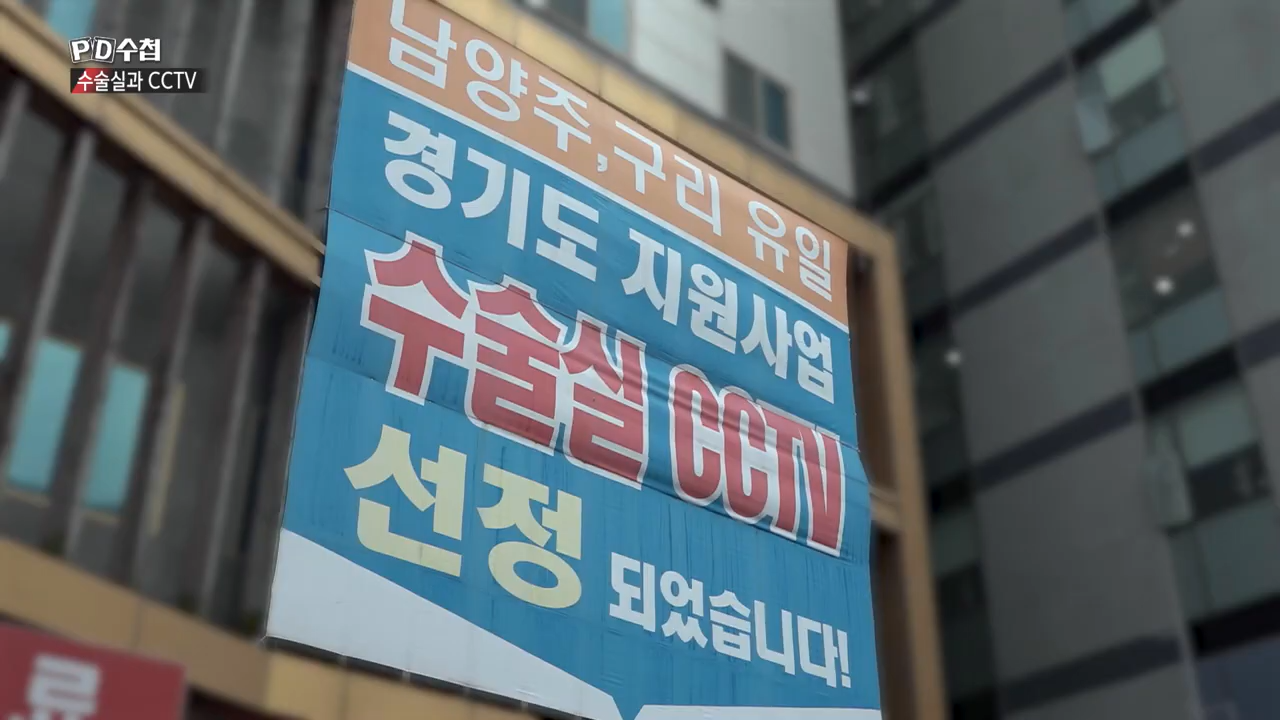 PD수첩
수술실과 CCTV
남양주,구리 유일
경기도 지원사업
수술실 CCTV
선정 되었습니다!
료